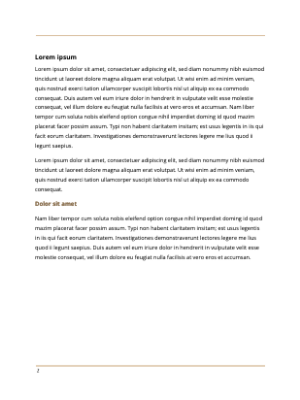 Lorem ipsum
Lorem ipsum dolor sit amet, consectetuer adipiscing elit, sed diam nonummy nibh euismod
tincidunt ut laoreet dolore magna aliquam erat volutpat. Ut wisi enim ad minim veniam,
quis nostrud exerci tation ullamcorper suscipit lobortis nisl ut aliquip ex ea commodo
consequat. Duis autem vel eum iriure dolor in hendrerit in vulputate velit esse molestie
consequat, vel illum dolore eu feugiat nulla facilisis at vero eros et accumsan. Nam liber
tempor cum soluta nobis eleifend option congue nihil imperdiet doming id quod mazim
placerat facer possim assum. Typi non habent claritatem insitam; est usus legentis in iis qui
facit eorum claritatem. Investigationes demonstraverunt lectores legere me lius quod ii
legunt saepius.
Lorem ipsum dolor sit amet, consectetuer adipiscing elit, sed diam nonummy nibh euismod
tincidunt ut laoreet dolore magna aliquam erat volutpat. Ut wisi enim ad minim veniam,
quis nostrud exerci tation ullamcorper suscipit lobortis nisl ut aliquip ex ea commodo
consequat.
Dolor sit amet
Nam liber tempor cum soluta nobis eleifend option congue nihil imperdiet doming id quod
mazim placerat facer possim assum. Typi non habent claritatem insitam; est usus legentis
in iis qui facit eorum claritatem. Investigationes demonstraverunt lectores legere me lius
quod ii legunt saepius. Duis autem vel eum iriure dolor in hendrerit in vulputate velit esse
molestie consequat, vel illum dolore eu feugiat nulla facilisis at vero eros et accumsan.